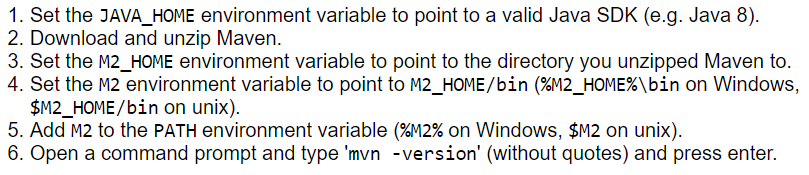 1. Set the JAVA_HOME environment variable to point to a valid Java SDK (e.g. Java 8).
2. Download and unzip Maven.
3. Set the M2_HOME environment variable to point to the directory you unzipped Maven to.
4. Set the M2 environment variable to point to M2_HOME/bin (%M2_HOME%\bin on Windows,
$M2_HOME/bin on unix).
5. Add M2 to the PATH environment variable (%M2% on Windows, $M2 on unix).
6. Open a command prompt and type 'mvn -version' (without quotes) and press enter.